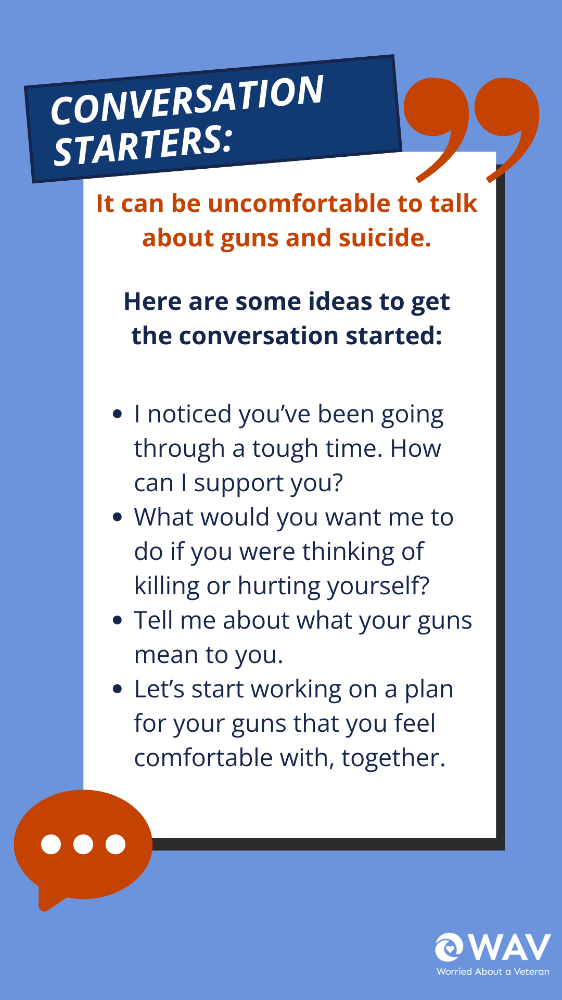 CONVERSATION
STARTERS:
It can be uncomfortable to talk
about guns and suicide.
Here are some ideas to get
the conversation started:
• I noticed you’ve been going
through a tough time. How
can I support you?
• What would you want me to
do if you were thinking of
killing or hurting yourself?
• Tell me about what your guns
mean to you.
• Let’s start working on a plan
for your guns that you feel
comfortable with, together.
WAV
Worried About a Veteran